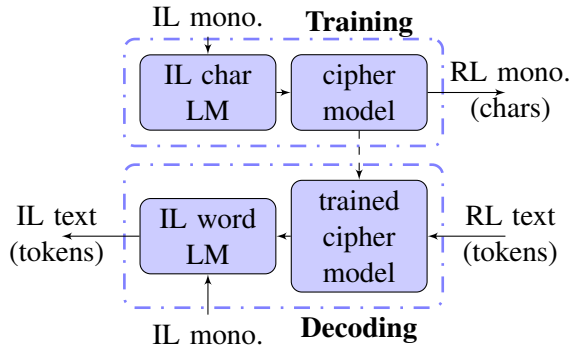 IL mono.
Training
IL char
LM
cipher
model
RL mono.
(chars)
IL text
(tokens)
IL word
LM
trained
cipher
model
RL text
(tokens)
IL mono.
Decoding